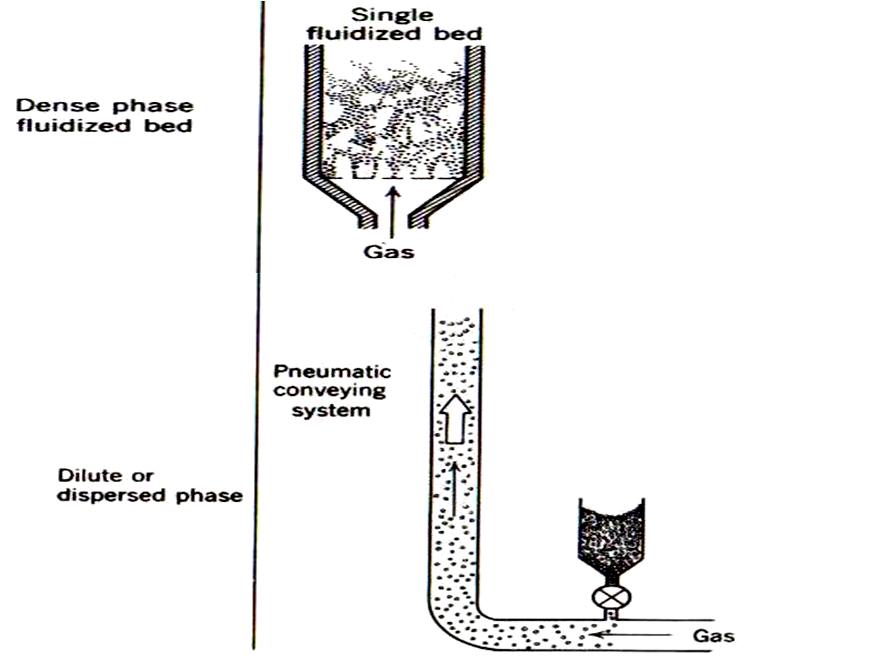 Single
fluidized bed
Dense phase
fluidized bed
Gas
Pneumatic
conveying
system
Dilute or
dispersed phase
Gas